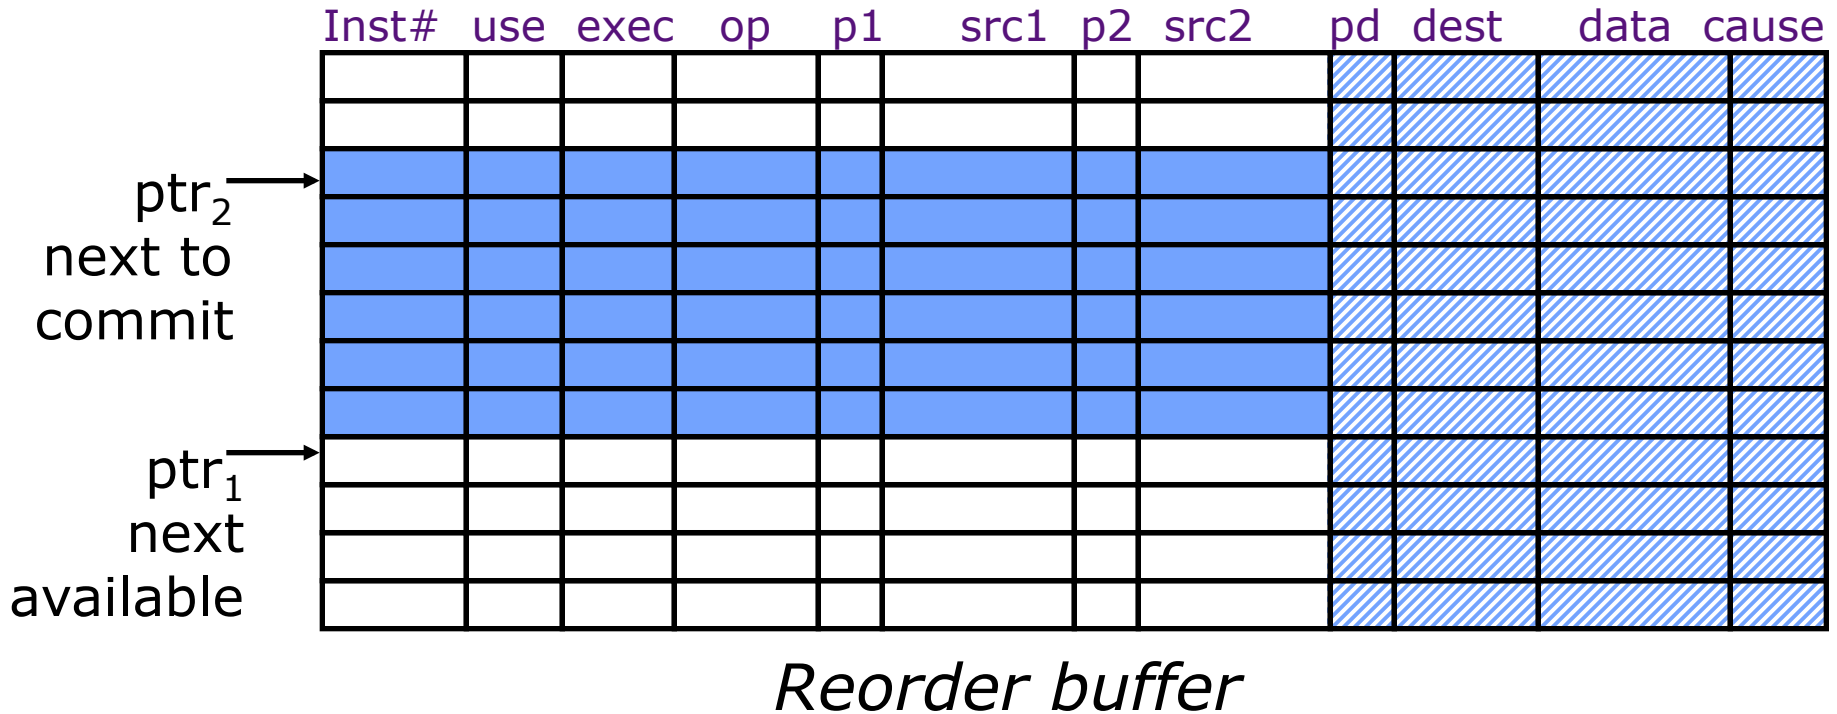 Inst# use exec op p1 src1 p2 src2 pd dest data cause
ptr2
next to
commit
ptr1
next
available
Reorder buffer